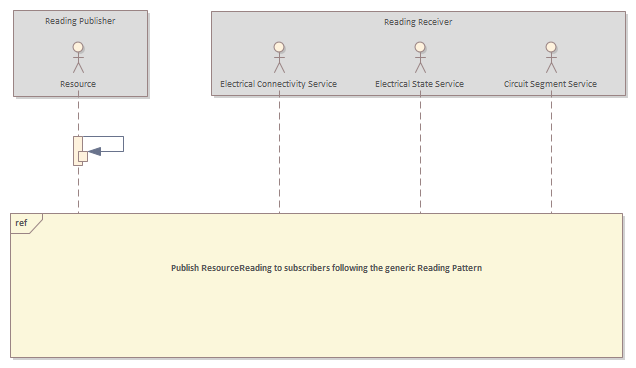 Reading Publisher
Reading Receiver
Resource
Electrical Connectivity Service
Electrical State Service
Circuit Segment Service
ref
Publish ResourceReading to subscribers following the generic Reading Pattern